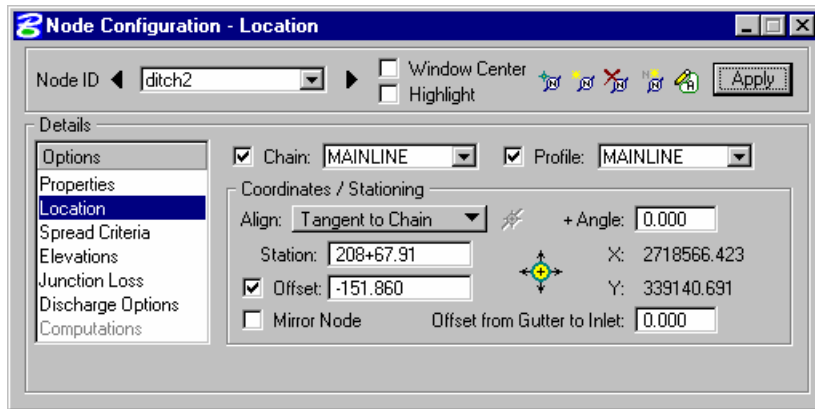 Node Configuration - Location
Node ID ditch2 Window Center Highlight Apply
Details
Options
Properties
Location
Spread Criteria
Elevations
Junction Loss
Discharge Options
Computations
Chain: MAINLINE Profile: MAINLINE
Coordinates / Stationing
Align: Tangent to Chain + Angle: 0.000
Station: 208+67.91 X: 2718566.423
Offset: -151.860 Y: 339140.691
Mirror Node Offset from Gutter to Inlet: 0.000